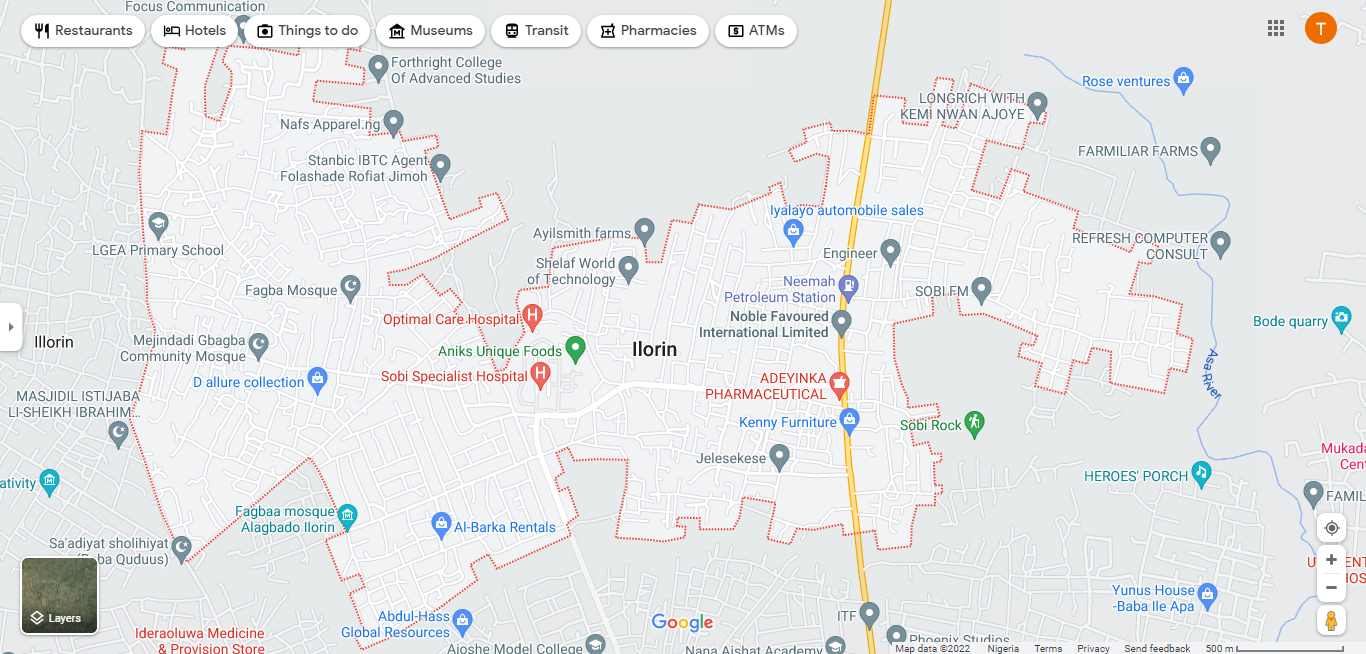 Focus Communication
Restaurants
Hotels
Things to do
Museums
Transit
Pharmacies
ATMs
T
Forthright College
Of Advanced Studies
Rose ventures
LONGRICH WITH
KEMI NWAN AJOYE
Nafs Apparel.ng
FARMILIAR FARMS
Stanbic IBTC Agent,
Folashade Rofiat Jimoh
Iyalayo automobile sales
LGEA Primary School
Ayilsmith farms
REFRESH COMPUTER
CONSULT
Engineer
Shelaf World
of Technology
Neemah
Petroleum Station
Fagba Mosque
SOBI FM
Optimal Care Hospital
Noble Favoured
International Limited
Bode quarry
Illorin
Mejindadi Gbagba
Community Mosque
Aniks Unique Foods
Ilorin
Asa River
D allure collection
Sobi Specialist Hospital
ADEYINKA
PHARMACEUTICAL
MASJIDIL ISTIJABA
LI-SHEIKH IBRAHIM...
Kenny Furniture
Sobi Rock
Jelesekese
Mukada
Cent
ativity
HEROES' PORCH
FAMIL
Fagbaa mosque
Alagbado Ilorin
Al-Barka Rentals
Sa'adiyat sholihiyat
(Baba Quduus)
Layers
Yunus House
-Baba Ile Apa
Abdul-Hass
Global Resources
ITF
Google
Ideraoluwa Medicine
& Provision Store
Aioshe Model College
Nana Aishat Academy
Phoenix Studios
Map data ©2022
Nigeria
Terms
Privacy
Send feedback
500 m